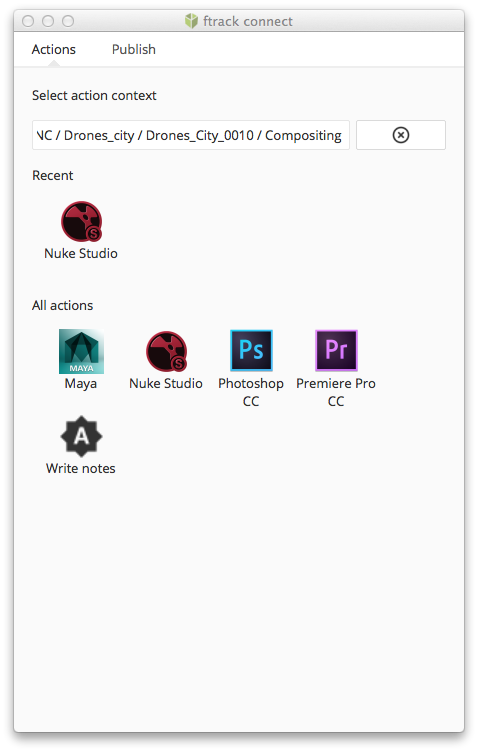 ftrack connect
Actions
Publish
Select action context
NC / Drones_city / Drones_City_0010 / Compositing
Recent
S
Nuke Studio
All actions
MAYA
Maya
S
Nuke Studio
Ps
Photoshop
CC
Pr
Premiere Pro
CC
A
Write notes